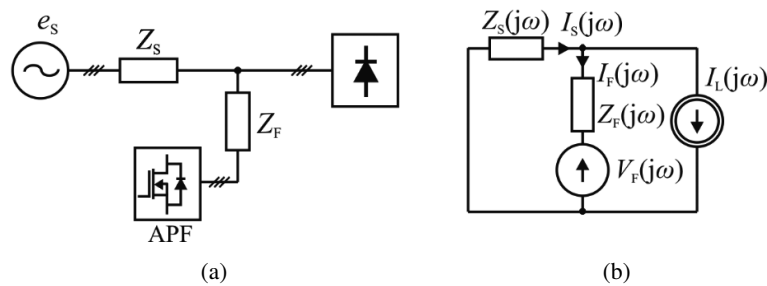 e_S
Z_S
Z_F
APF
(a)
Z_S(jω) I_S(jω)
I_F(jω)
Z_F(jω)
I_L(jω)
V_F(jω)
(b)